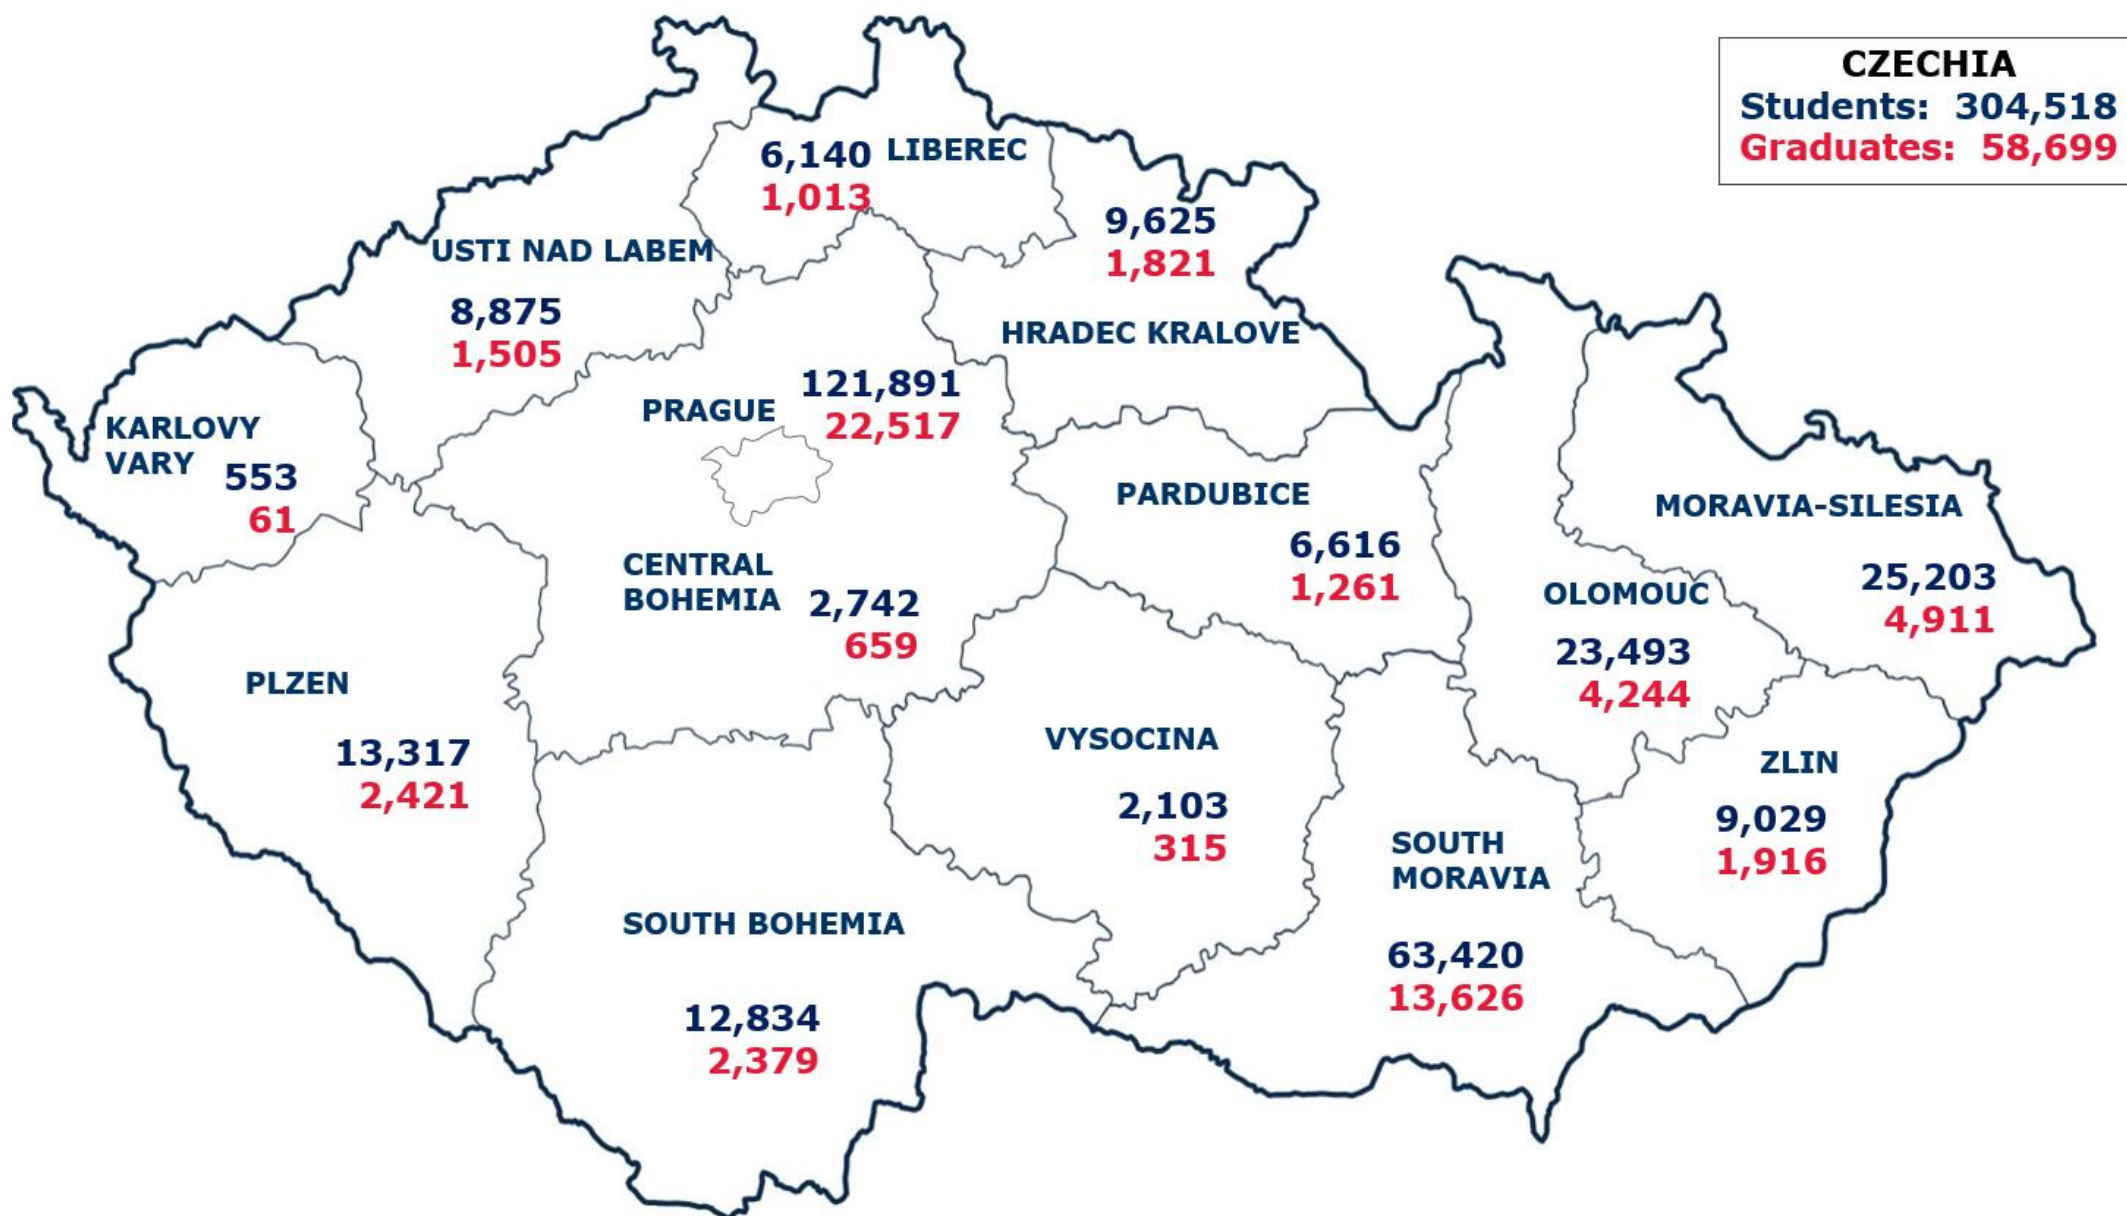 CZECHIA
Students: 304,518
Graduates: 58,699
6,140 LIBEREC
1,013
9,625
1,821
HRADEC KRALOVE
USTI NAD LABEM
8,875
1,505
KARLOVY
VARY
553
61
PRAGUE
121,891
22,517
CENTRAL
BOHEMIA
2,742
659
PARDUBICE
6,616
1,261
MORAVIA-SILESIA
25,203
4,911
OLOMOUC
23,493
4,244
PLZEN
13,317
2,421
VYSOCINA
2,103
315
ZLIN
9,029
1,916
SOUTH
MORAVIA
63,420
13,626
SOUTH BOHEMIA
12,834
2,379